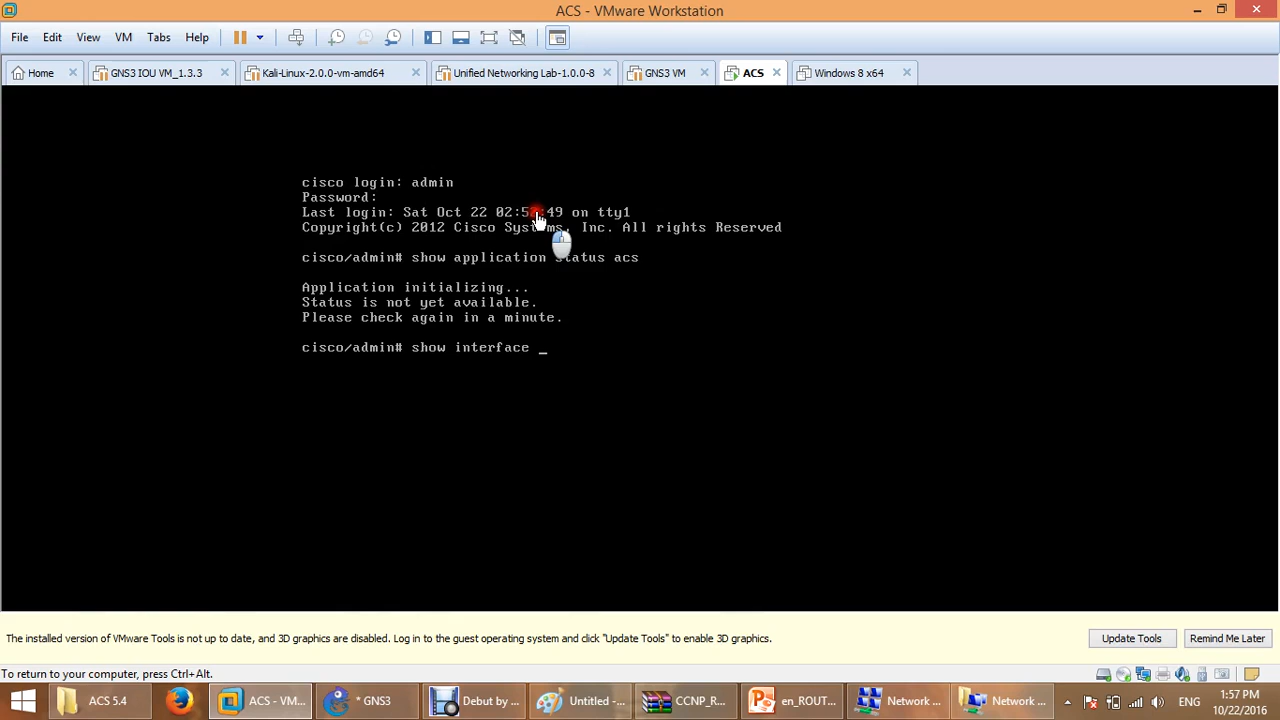 ACS - VMware Workstation
File Edit View VM Tabs Help
Home GNS3 IOU VM_1.3.3 Kali-Linux-2.0.0-vm-amd64 Unified Networking Lab-1.0.0-8 GNS3 VM ACS Windows 8 x64
cisco login: admin
Password:
Last login: Sat Oct 22 on tty1
Copyright(c) 2012 Cisco Systems, Inc. All rights Reserved
cisco/admin# show application status acs
Application initializing...
Status is not yet available.
Please check again in a minute.
cisco/admin# show interface _
The installed version of VMware Tools is not up to date, and 3D graphics are disabled. Log in to the guest operating system and click "Update Tools" to enable 3D graphics.
Update Tools Remind Me Later
To return to your computer, press Ctrl+Alt.
ACS 5.4 ACS - VM... * GNS3 Debut by ... Untitled -... CCNP_R... en_ROUT... Network ... Network ... ENG
1:57 PM
10/22/2016